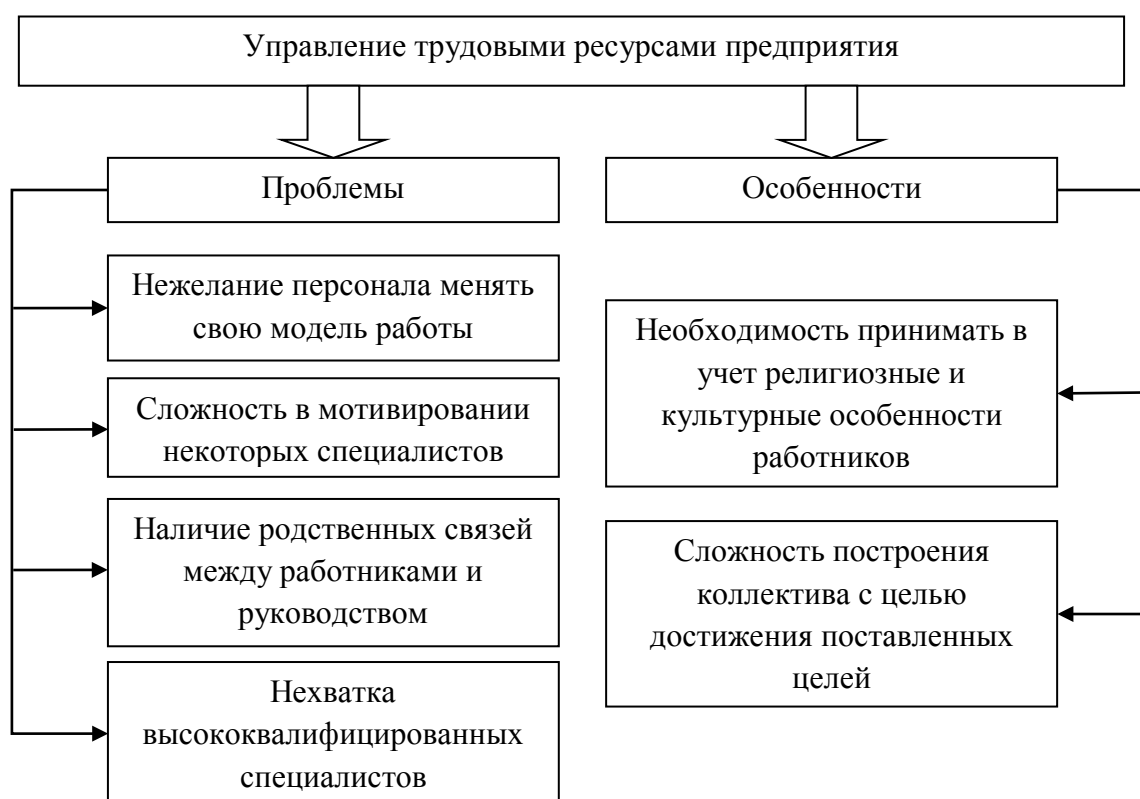 Управление трудовыми ресурсами предприятия
Проблемы
Нежелание персонала менять
свою модель работы
Сложность в мотивировании
некоторых специалистов
Наличие родственных связей
между работниками и
руководством
Нехватка
высококвалифицированных
специалистов
Особенности
Необходимость принимать в
учет религиозные и
культурные особенности
работников
Сложность построения
коллектива с целью
достижения поставленных
целей